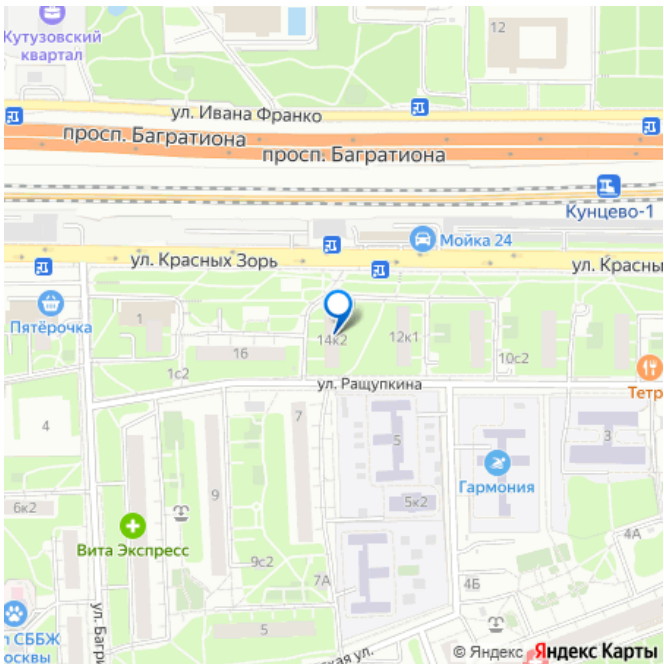 Кутузовский
квартал
12
ул. Ивана Франко
просп. Багратиона
просп. Багратиона
Кунцево-1
Мойка 24
ул. Красных Зорь
ул. Красны
Пятёрочка
1
14к2
12к1
16
10с2
1с2
ул. Ращупкина
Тетр
4
7
5
3
9
Гармония
6к2
5к2
Вита Экспресс
4А
9с2
7А
4Б
ул. Багри
СББЖ
осквы
5
кая ул.
© Яндекс Яндекс Карты